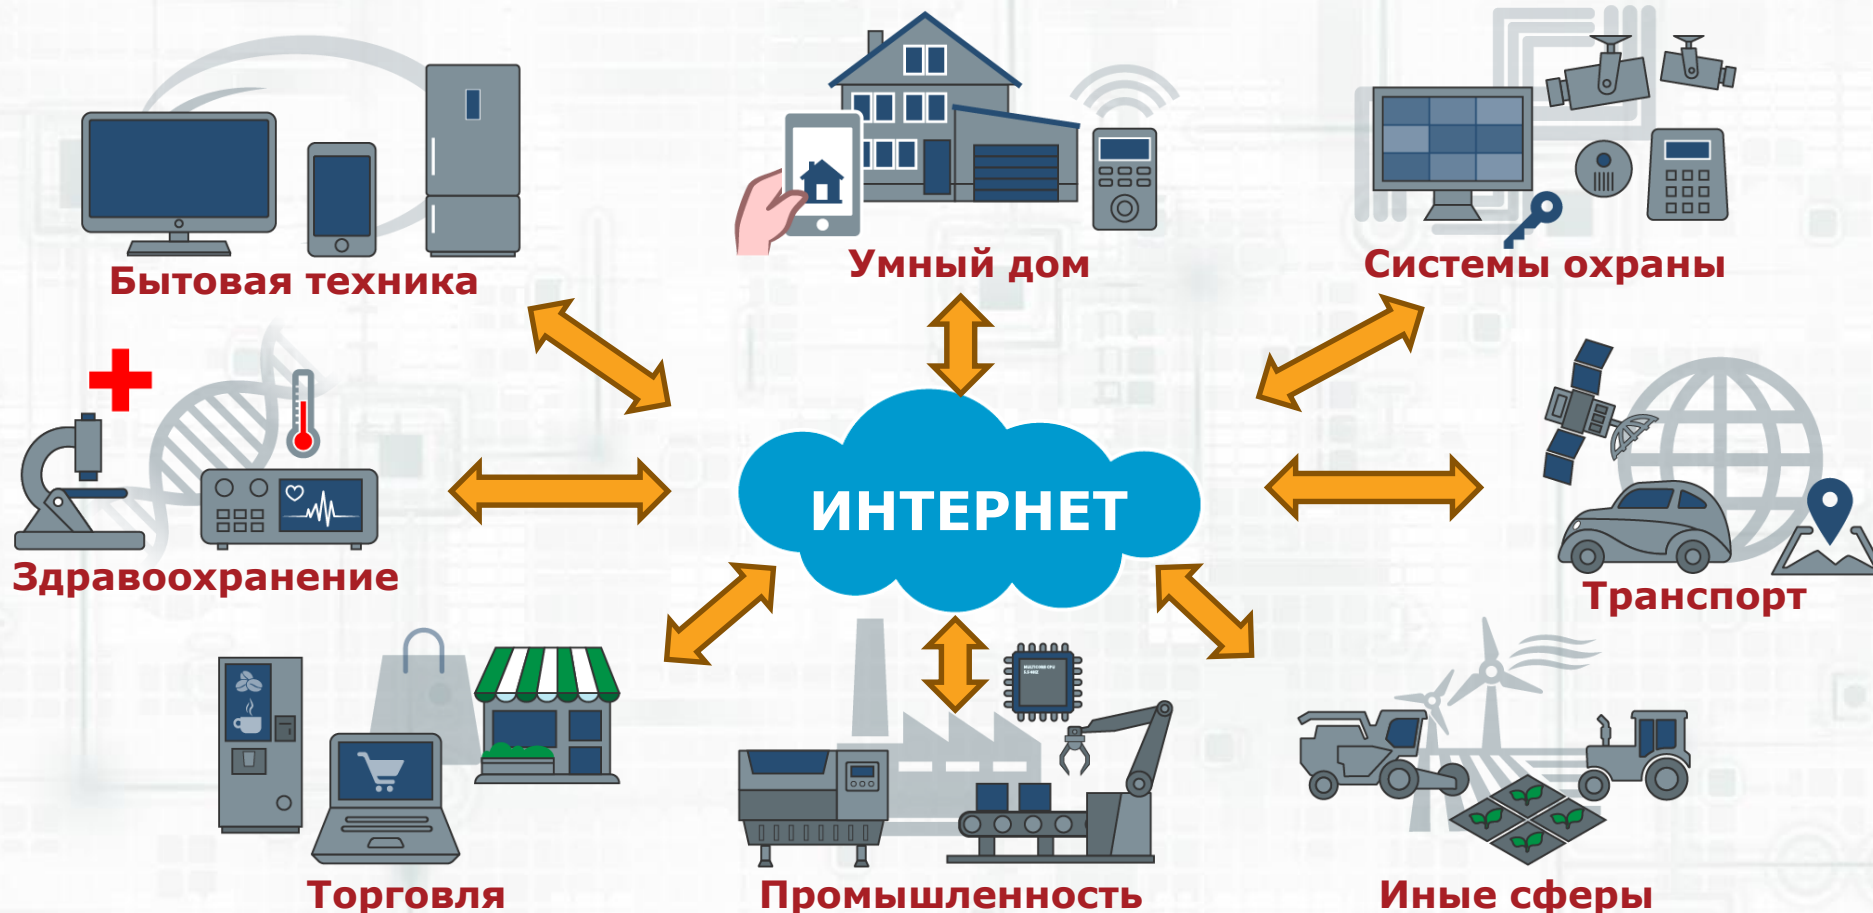 Бытовая техника
Умный дом
Системы охраны
Здравоохранение
ИНТЕРНЕТ
Транспорт
Торговля
Промышленность
Иные сферы